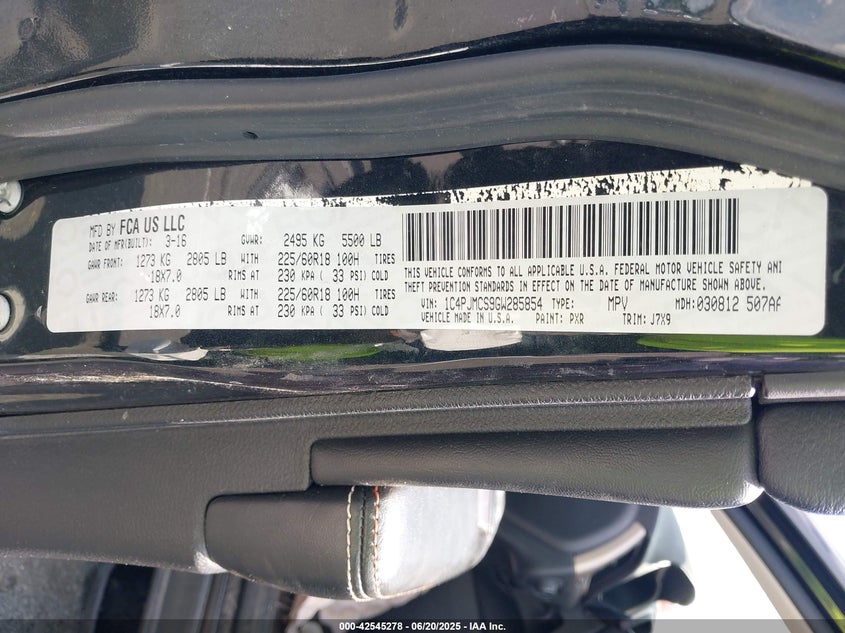 MFD BY FCA US LLC
DATE OF MFR(BUILT): 3-16 GVWR: 2495 KG 5500 LB
GAWR FRONT: 1273 KG 2805 LB WITH 225/60R18 100H TIRES
18X7.0 RIMS AT 230 KPA ( 33 PSI) COLD
GAWR REAR: 1273 KG 2805 LB WITH 225/60R18 100H TIRES
18X7.0 RIMS AT 230 KPA ( 33 PSI) COLD
THIS VEHICLE CONFORMS TO ALL APPLICABLE U.S.A. FEDERAL MOTOR VEHICLE SAFETY AND
THEFT PREVENTION STANDARDS IN EFFECT ON THE DATE OF MANUFACTURE SHOWN ABOVE.
VIN: 1C4PJMCS9GW285854 TYPE: MPV MDH: 030812 507AF
VEHICLE MADE IN U.S.A. PAINT: PXR TRIM: J7X9
000-42545278 - 06/20/2025 - IAA Inc.